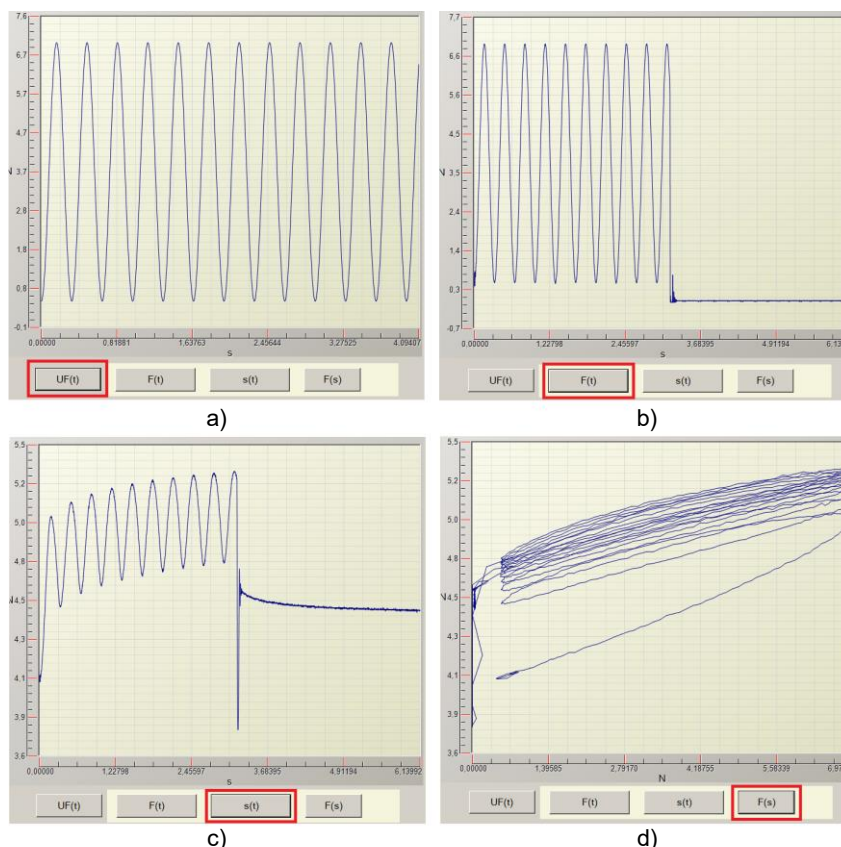 7,6
6,7
5,7
4,7
3,7
2,8
1,8
0,8
-0,1
0,00000 0,81881 1,63763 2,45644 3,27525 4,09407
s
UF(t) F(t) s(t) F(s)
a)
7,7
6,6
5,5
4,5
3,5
2,4
1,4
0,3
-0,7
0,00000 1,22798 2,45597 3,68395 4,91194 6,13
s
UF(t) F(t) s(t) F(s)
b)
5,5
5,2
5,0
4,8
4,5
4,3
4,1
3,9
3,6
0,00000 1,22798 2,45597 3,68395 4,91194 6,13992
s
UF(t) F(t) s(t) F(s)
c)
5,5
5,2
5,0
4,8
4,5
4,3
4,1
3,9
3,6
0,00000 1,39585 2,79170 4,18755 5,58339 6,97
N
UF(t) F(t) s(t) F(s)
d)